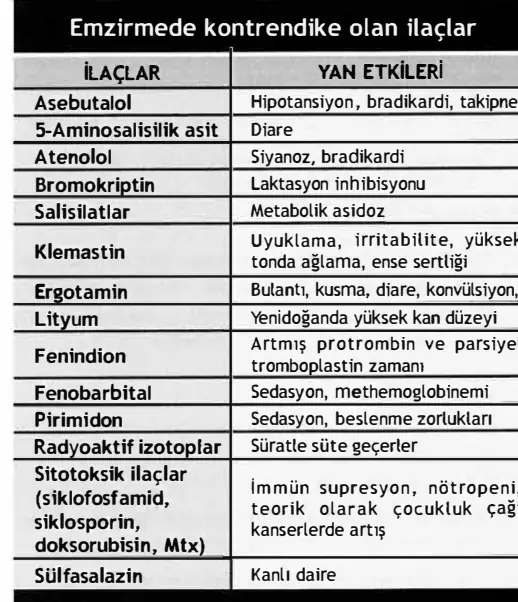 Emzirmede kontrendike olan ilaçlar
İLAÇLAR YAN ETKİLERİ
Asebutalol Hipotansiyon, bradikardi, takipne
5-Aminosalisilik asit Diare
Atenolol Siyanoz, bradikardi
Bromokriptin Laktasyon inhibisyonu
Salisilatlar Metabolik asidoz
Klemastin Uyuklama, irritabilite, yüksek
tonda ağlama, ense sertliği
Ergotamin Bulantı, kusma, diare, konvülsiyon,
Lityum Yenidoğanda yüksek kan düzeyi
Fenindion Artmış protrombin ve parsiyel
tromboplastin zamanı
Fenobarbital Sedasyon, methemoglobinemi
Pirimidon Sedasyon, beslenme zorlukları
Radyoaktif izotoplar Süratle süte geçerler
Sitotoksik ilaçlar
(siklofosfamid,
siklosporin,
doksorubisin, Mtx)
İmmün supresyon, nötropeni,
teorik olarak çocukluk çağı
kanserlerde artış
Sülfasalazin Kanlı daire